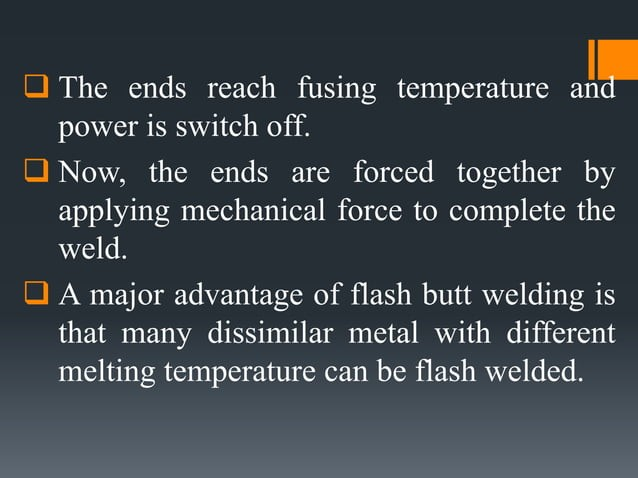 The ends reach fusing temperature and
power is switch off.
Now, the ends are forced together by
applying mechanical force to complete the
weld.
A major advantage of flash butt welding is
that many dissimilar metal with different
melting temperature can be flash welded.